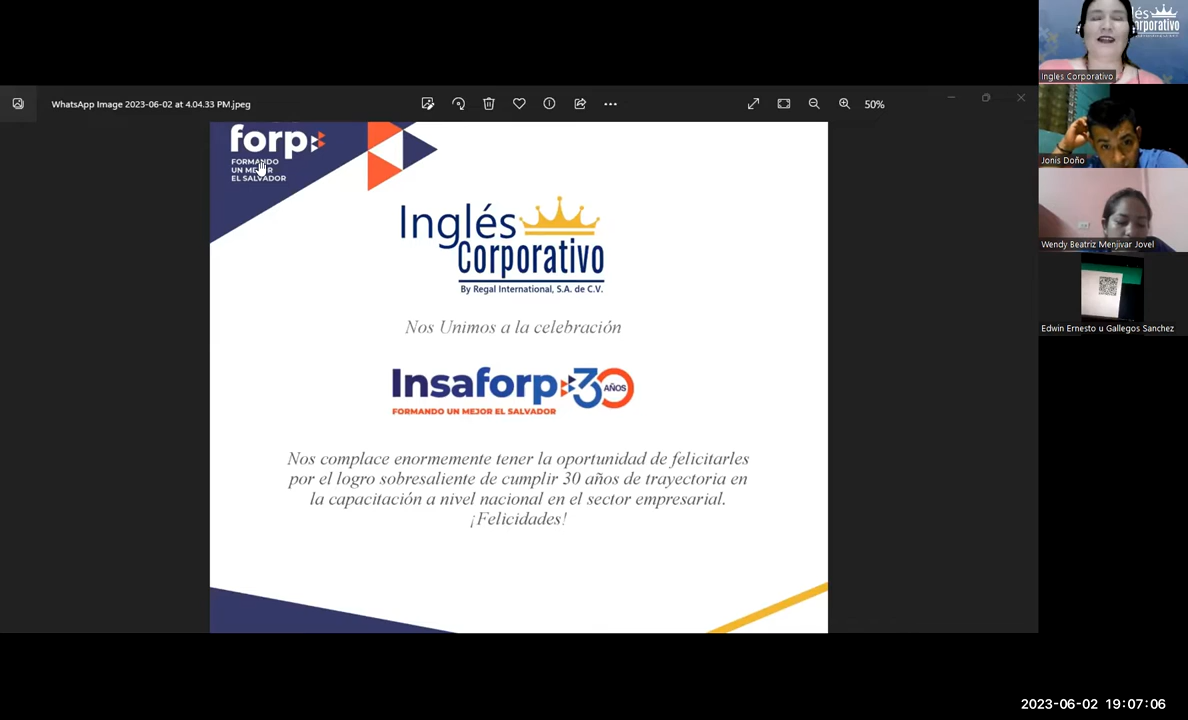 WhatsApp Image 2023-06-02 at 4.04.33 PM.jpeg
50%
forp
FORMANDO
UN MEJOR
EL SALVADOR
Inglés
Corporativo
By Regal International, S.A. de C.V.
Nos Unimos a la celebración
Insaforp 30 AÑOS
FORMANDO UN MEJOR EL SALVADOR
Nos complace enormemente tener la oportunidad de felicitarles
por el logro sobresaliente de cumplir 30 años de trayectoria en
la capacitación a nivel nacional en el sector empresarial.
¡Felicidades!
és
rporativo
Ingles Corporativo
Jonis Doño
Wendy Beatriz Menjivar Jovel
Edwin Ernesto u Gallegos Sanchez
2023-06-02 19:07:06